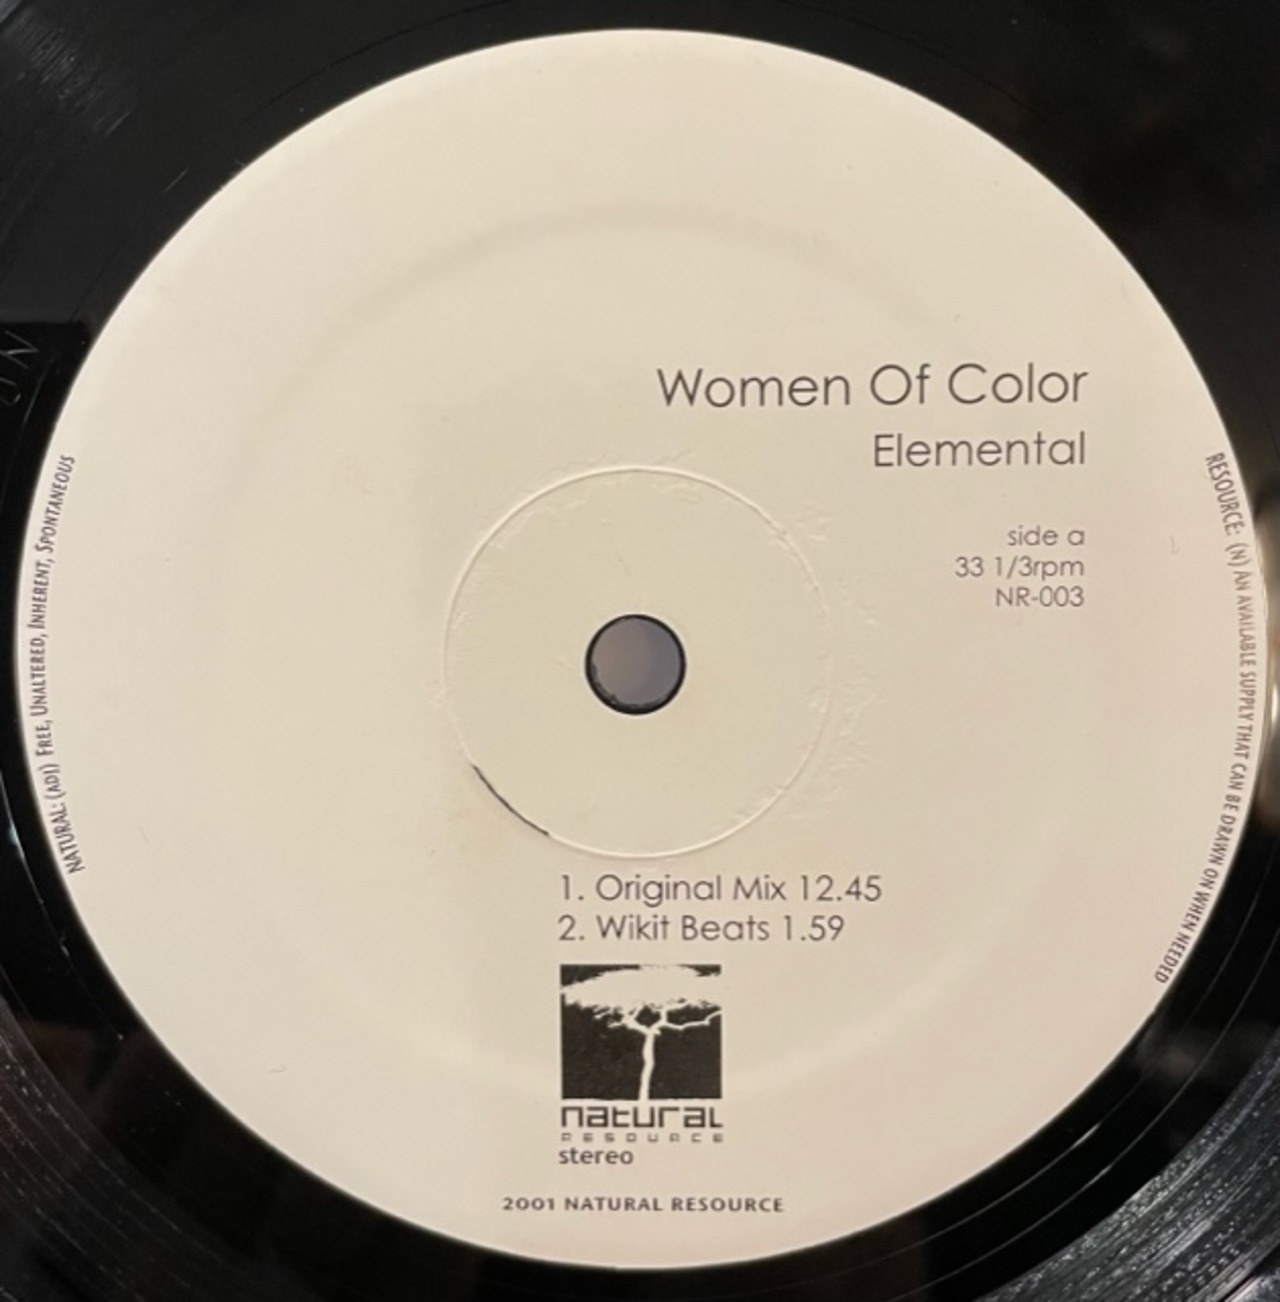 Women Of Color
Elemental
side a
33 1/3rpm
NR-003
NATURAL: (ADJ) FREE, UNALTERED, INHERENT, SPONTANEOUS
RESOURCE: (N) AN AVAILABLE SUPPLY THAT CAN BE DRAWN ON WHEN NEEDED
1. Original Mix 12.45
2. Wikit Beats 1.59
natural
RESOURCE
stereo
2001 NATURAL RESOURCE